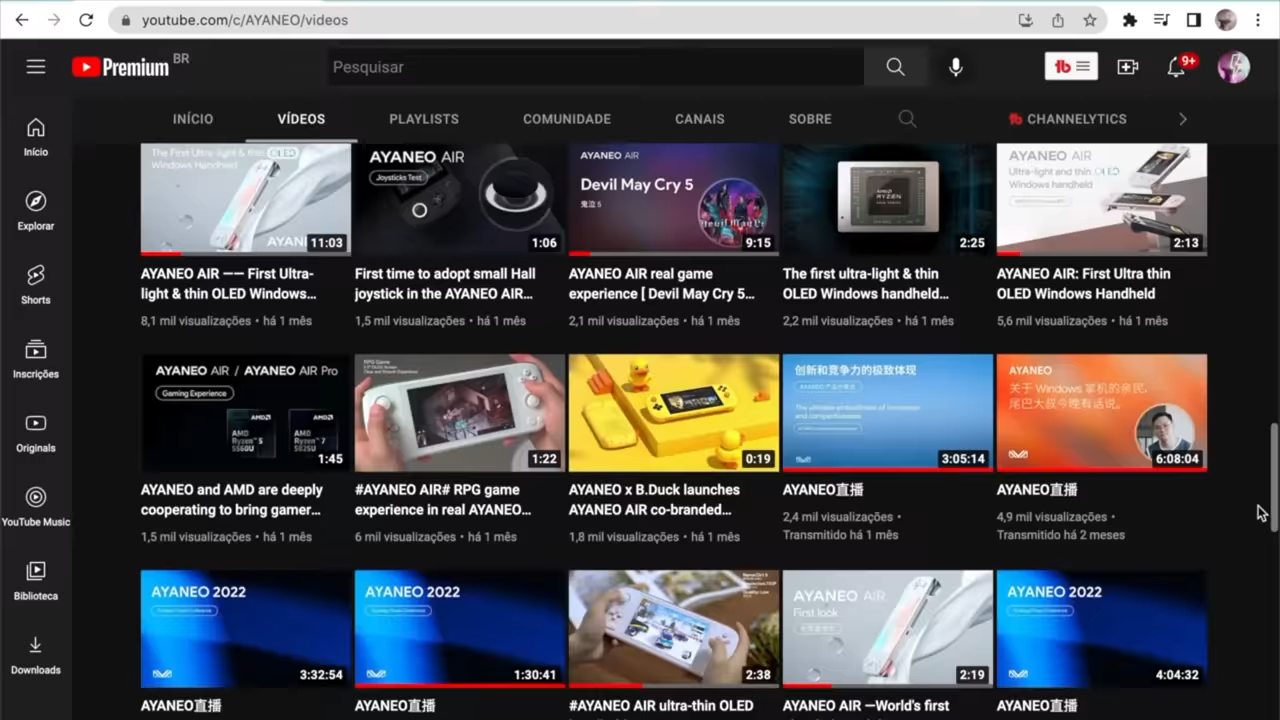 youtube.com/c/AYANEO/videos
Premium BR
Pesquisar
9+
INÍCIO VÍDEOS PLAYLISTS COMUNIDADE CANAIS SOBRE CHANNELYTICS
Início
Explorar
Shorts
Inscrições
Originals
YouTube Music
Biblioteca
Downloads
The First Ultra-light & thin OLED
Windows Handheld
11:03
AYANEO AIR —— First Ultra-
light & thin OLED Windows...
8,1 mil visualizações • há 1 mês
AYANEO AIR
Joysticks Test
1:06
First time to adopt small Hall
joystick in the AYANEO AIR...
1,5 mil visualizações • há 1 mês
AYANEO AIR
Devil May Cry 5
鬼泣 5
9:15
AYANEO AIR real game
experience [ Devil May Cry 5...
2,1 mil visualizações • há 1 mês
AMD
RYZEN
2:25
The first ultra-light & thin
OLED Windows handheld...
2,2 mil visualizações • há 1 mês
AYANEO AIR
Ultra-light and thin OLED
Windows handheld
2:13
AYANEO AIR: First Ultra thin
OLED Windows Handheld
5,6 mil visualizações • há 1 mês
AYANEO AIR / AYANEO AIR Pro
Gaming Experience
AMD AMD
Ryzen 5 Ryzen 7
5560U 5825U
1:45
AYANEO and AMD are deeply
cooperating to bring gamer...
1,5 mil visualizações • há 1 mês
RPG Game
1:22
#AYANEO AIR# RPG game
experience in real AYANEO...
6 mil visualizações • há 1 mês
0:19
AYANEO x B.Duck launches
AYANEO AIR co-branded...
1,8 mil visualizações • há 1 mês
创新和竞争力的极致体现
3:05:14
AYANEO直播
2,4 mil visualizações •
Transmitido há 1 mês
AYANEO
关于 Windows 掌机的亲民,
尾巴大叔今晚有话说。
6:08:04
AYANEO直播
4,9 mil visualizações •
Transmitido há 2 meses
AYANEO 2022
3:32:54
AYANEO直播
AYANEO 2022
1:30:41
AYANEO直播
2:38
#AYANEO AIR ultra-thin OLED
AYANEO AIR
First look
2:19
AYANEO AIR —World's first
AYANEO 2022
4:04:32
AYANEO直播